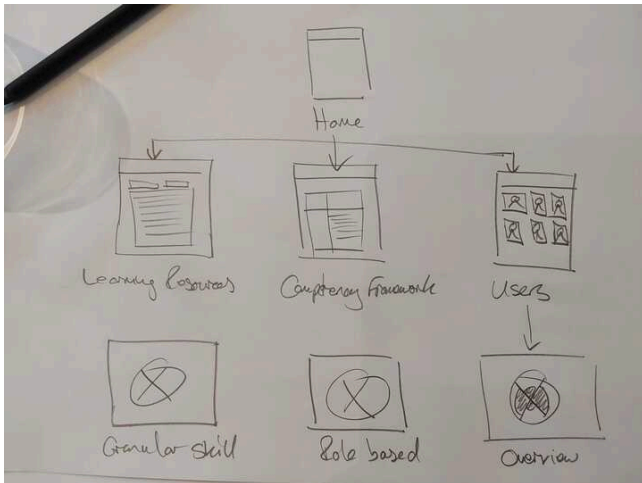 Home
Learning Resources
Competency Framework
Users
Granular skill
Role based
Overview